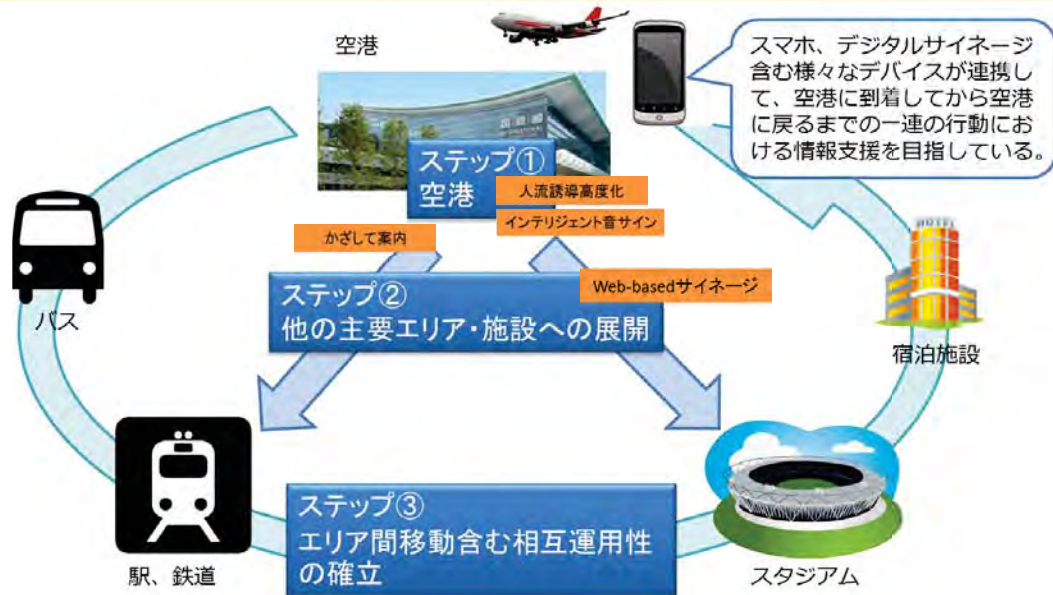 空港
スマホ、デジタルサイネージ
含む様々なデバイスが連携し
て、空港に到着してから空港
に戻るまでの一連の行動にお
ける情報支援を目指している。
ステップ①
空港
人流誘導高度化
インテリジェント音サイン
かざして案内
Web-basedサイネージ
ステップ②
他の主要エリア・施設への展開
バス
HOTEL
宿泊施設
ステップ③
エリア間移動含む相互運用性
の確立
駅、鉄道
スタジアム